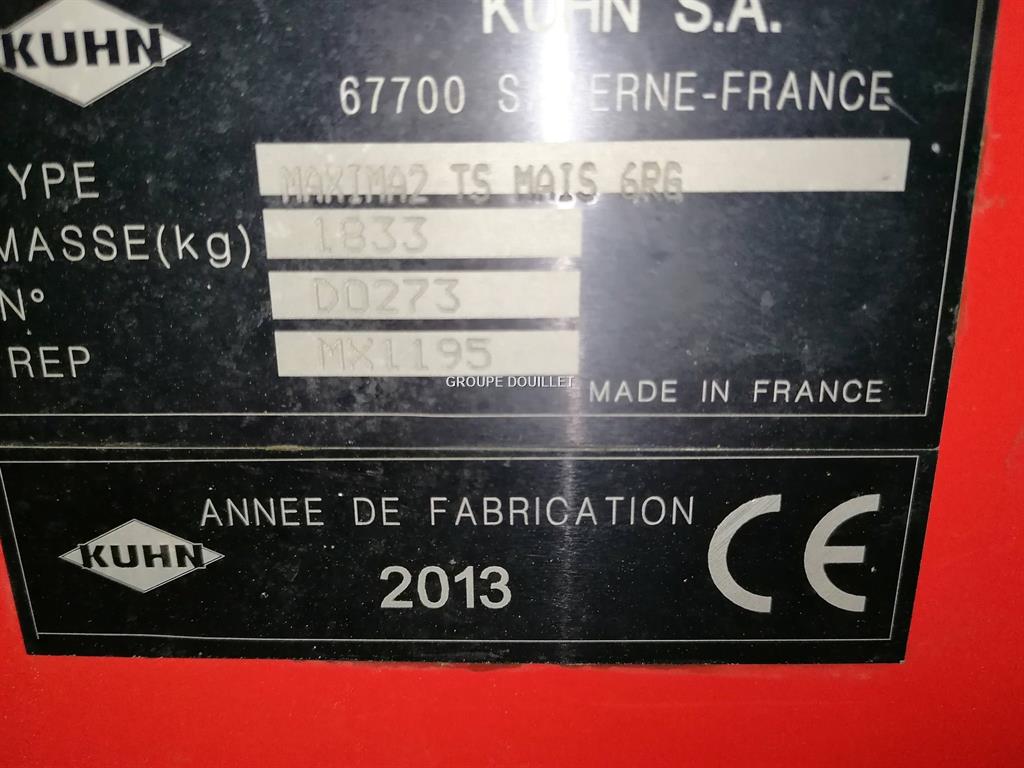 KUHN
KUHN S.A.
67700 SAVERNE-FRANCE
YPE MAXIMA2 TS MAIS 6RG
MASSE(kg) 1833
N° D0273
REP MX1195
GROUPE DOUILLET
MADE IN FRANCE
ANNEE DE FABRICATION
KUHN
2013
CE